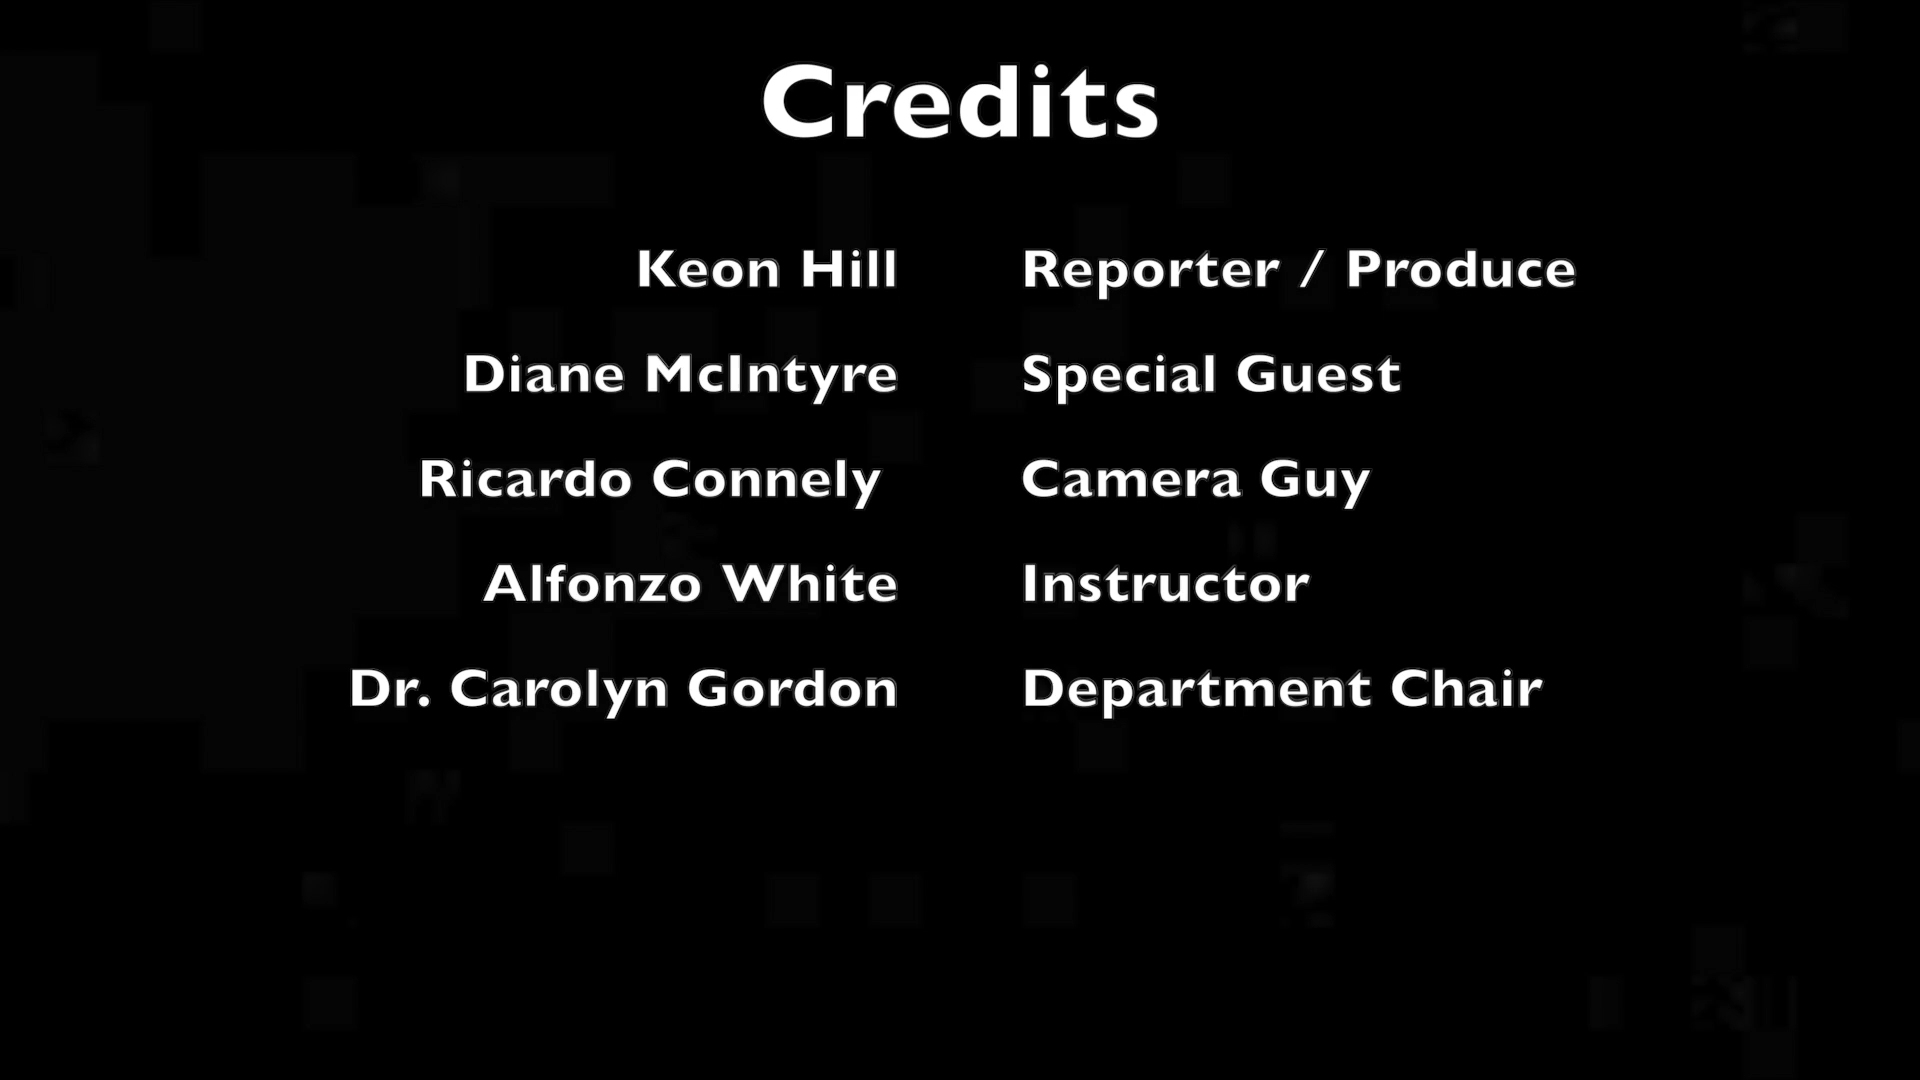 Credits
Keon Hill Reporter / Produce
Diane McIntyre Special Guest
Ricardo Connely Camera Guy
Alfonzo White Instructor
Dr. Carolyn Gordon Department Chair